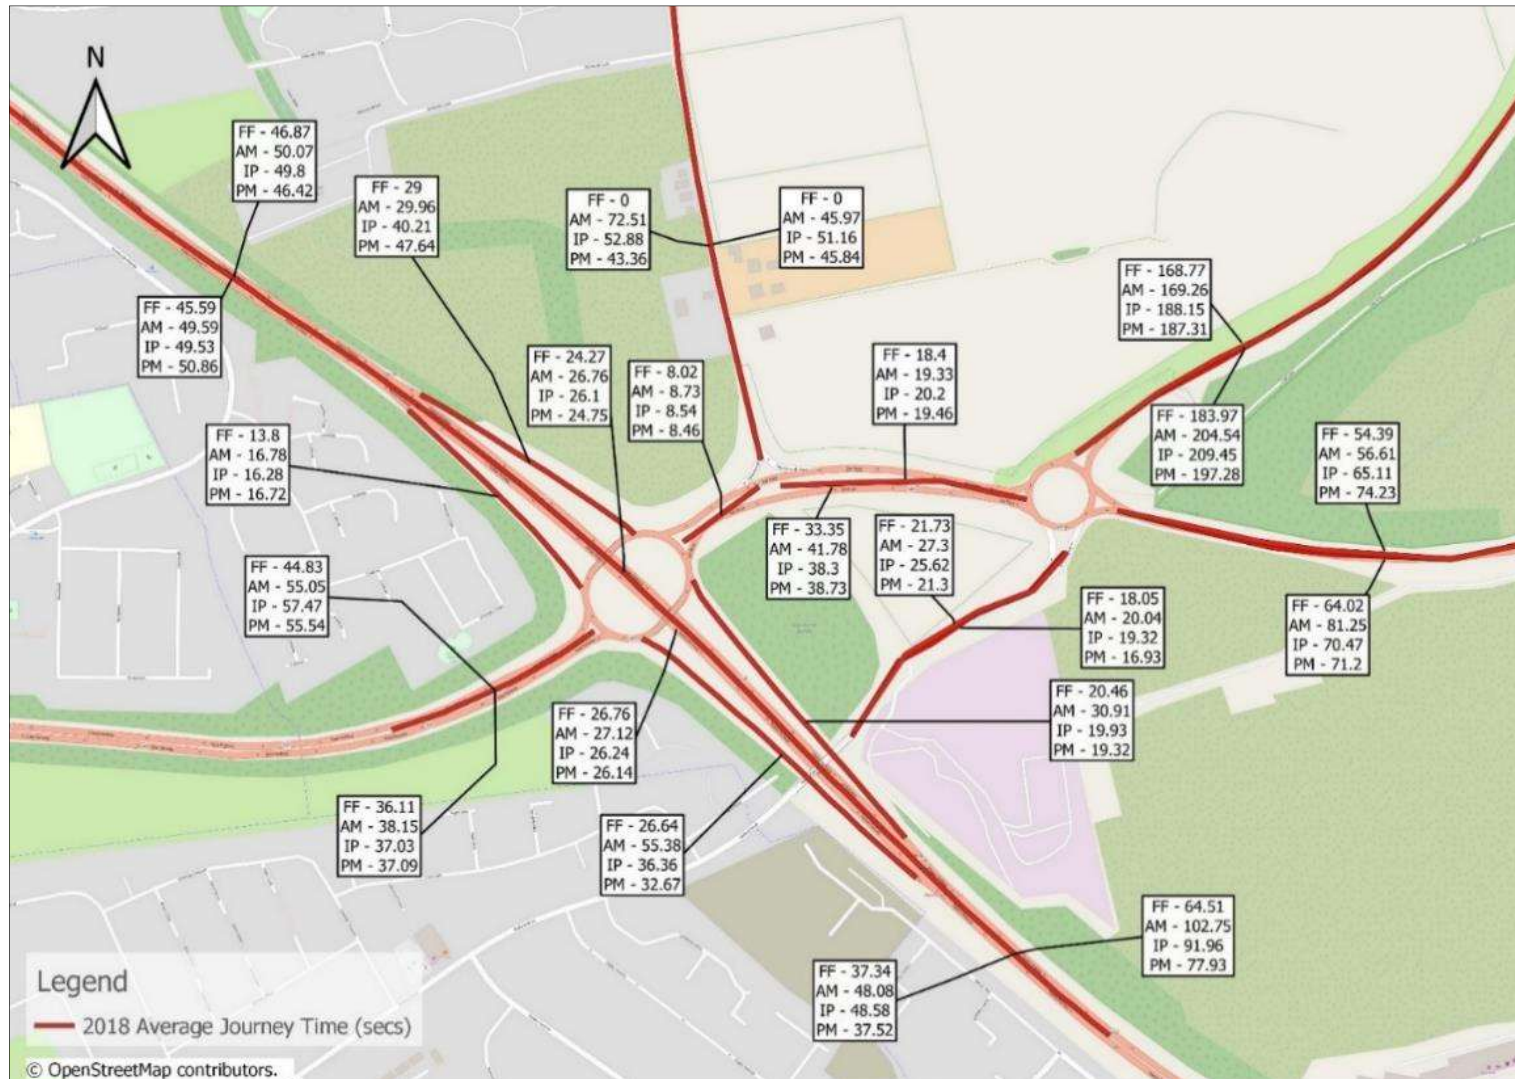 N
FF - 46.87
AM - 50.07
IP - 49.8
PM - 46.42
FF - 29
AM - 29.96
IP - 40.21
PM - 47.64
FF - 0
AM - 72.51
IP - 52.88
PM - 43.36
FF - 0
AM - 45.97
IP - 51.16
PM - 45.84
FF - 168.77
AM - 169.26
IP - 188.15
PM - 187.31
FF - 45.59
AM - 49.59
IP - 49.53
PM - 50.86
FF - 24.27
AM - 26.76
IP - 26.1
PM - 24.75
FF - 8.02
AM - 8.73
IP - 8.54
PM - 8.46
FF - 18.4
AM - 19.33
IP - 20.2
PM - 19.46
FF - 183.97
AM - 204.54
IP - 209.45
PM - 197.28
FF - 54.39
AM - 56.61
IP - 65.11
PM - 74.23
FF - 13.8
AM - 16.78
IP - 16.28
PM - 16.72
FF - 33.35
AM - 41.78
IP - 38.3
PM - 38.73
FF - 21.73
AM - 27.3
IP - 25.62
PM - 21.3
FF - 44.83
AM - 55.05
IP - 57.47
PM - 55.54
FF - 18.05
AM - 20.04
IP - 19.32
PM - 16.93
FF - 64.02
AM - 81.25
IP - 70.47
PM - 71.2
FF - 20.46
AM - 30.91
IP - 19.93
PM - 19.32
FF - 26.76
AM - 27.12
IP - 26.24
PM - 26.14
FF - 36.11
AM - 38.15
IP - 37.03
PM - 37.09
FF - 26.64
AM - 55.38
IP - 36.36
PM - 32.67
FF - 64.51
AM - 102.75
IP - 91.96
PM - 77.93
FF - 37.34
AM - 48.08
IP - 48.58
PM - 37.52
Legend
2018 Average Journey Time (secs)
© OpenStreetMap contributors.